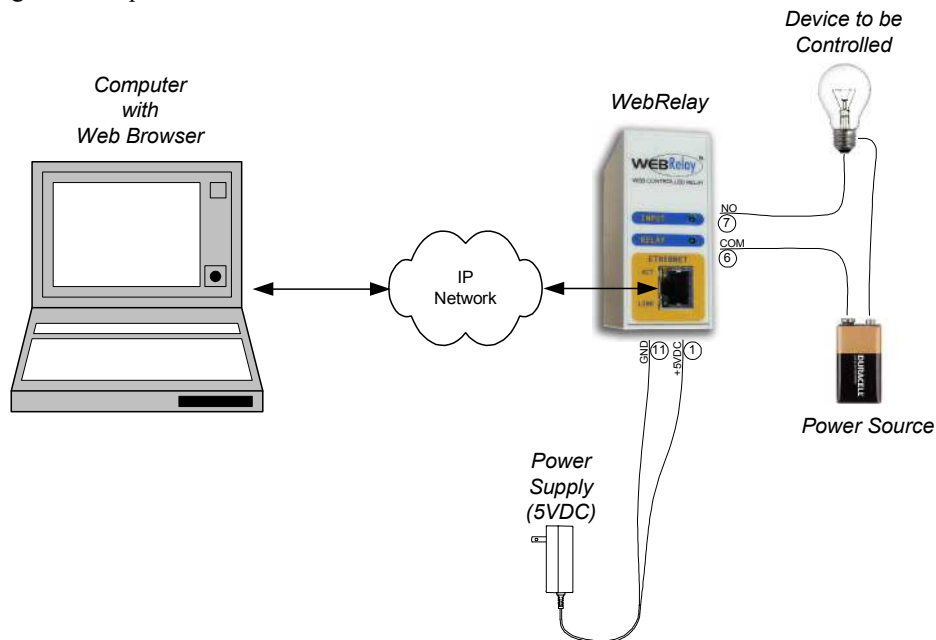 Device to be
Controlled
Computer
with
Web Browser
WebRelay
WEBRelay
WEB CONTROLLED RELAY
INPUT
RELAY
ETHERNET
ACT
LINK
NO
7
COM
6
IP
Network
GND
11
+5VDC
1
DURACELL
Power Source
Power
Supply
(5VDC)